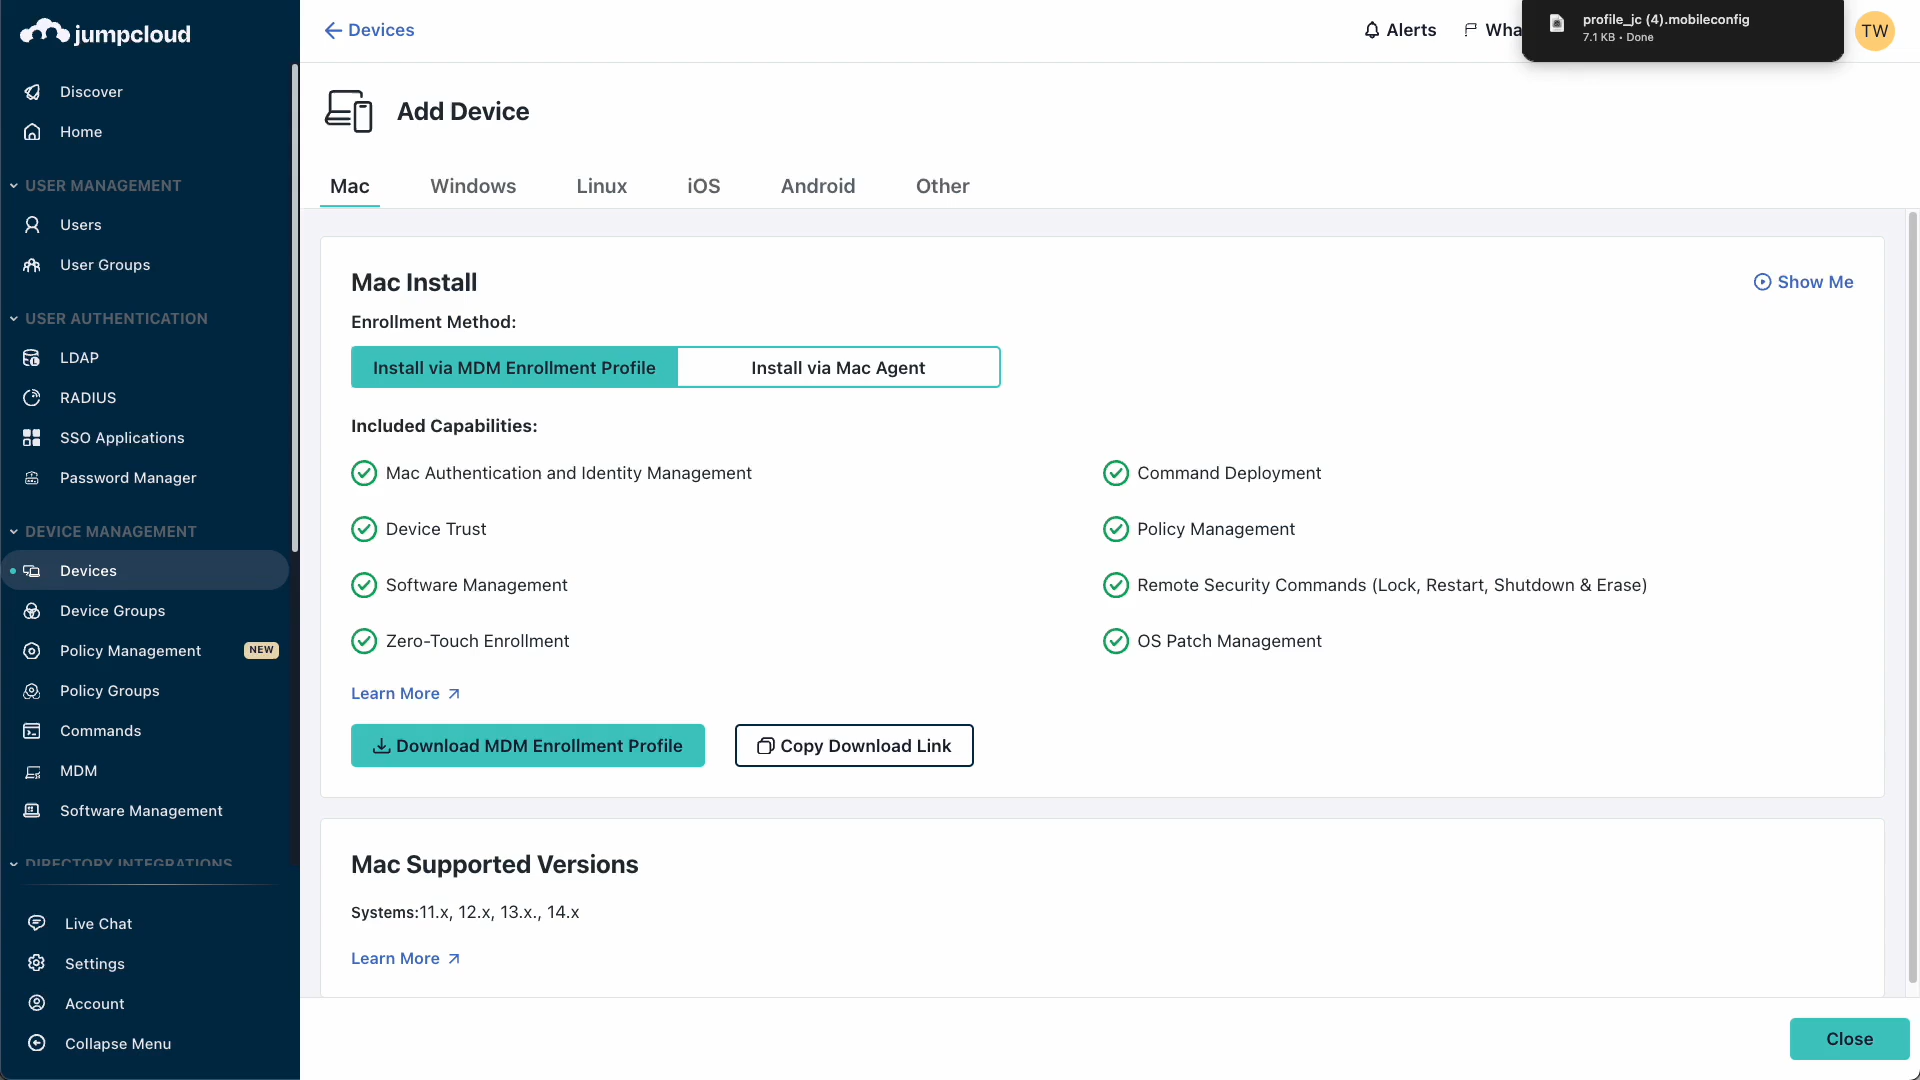 jumpcloud
Discover
Home
USER MANAGEMENT
Users
User Groups
USER AUTHENTICATION
LDAP
RADIUS
SSO Applications
Password Manager
DEVICE MANAGEMENT
Devices
Device Groups
Policy Management NEW
Policy Groups
Commands
MDM
Software Management
DIRECTORY INTEGRATIONS
Live Chat
Settings
Account
Collapse Menu
Devices
Alerts
Wha
profile_jc (4).mobileconfig
7.1 KB • Done
TW
Add Device
Mac Windows Linux iOS Android Other
Mac Install
Show Me
Enrollment Method:
Install via MDM Enrollment Profile Install via Mac Agent
Included Capabilities:
Mac Authentication and Identity Management Command Deployment
Device Trust Policy Management
Software Management Remote Security Commands (Lock, Restart, Shutdown & Erase)
Zero-Touch Enrollment OS Patch Management
Learn More
Download MDM Enrollment Profile Copy Download Link
Mac Supported Versions
Systems:11.x, 12.x, 13.x., 14.x
Learn More
Close